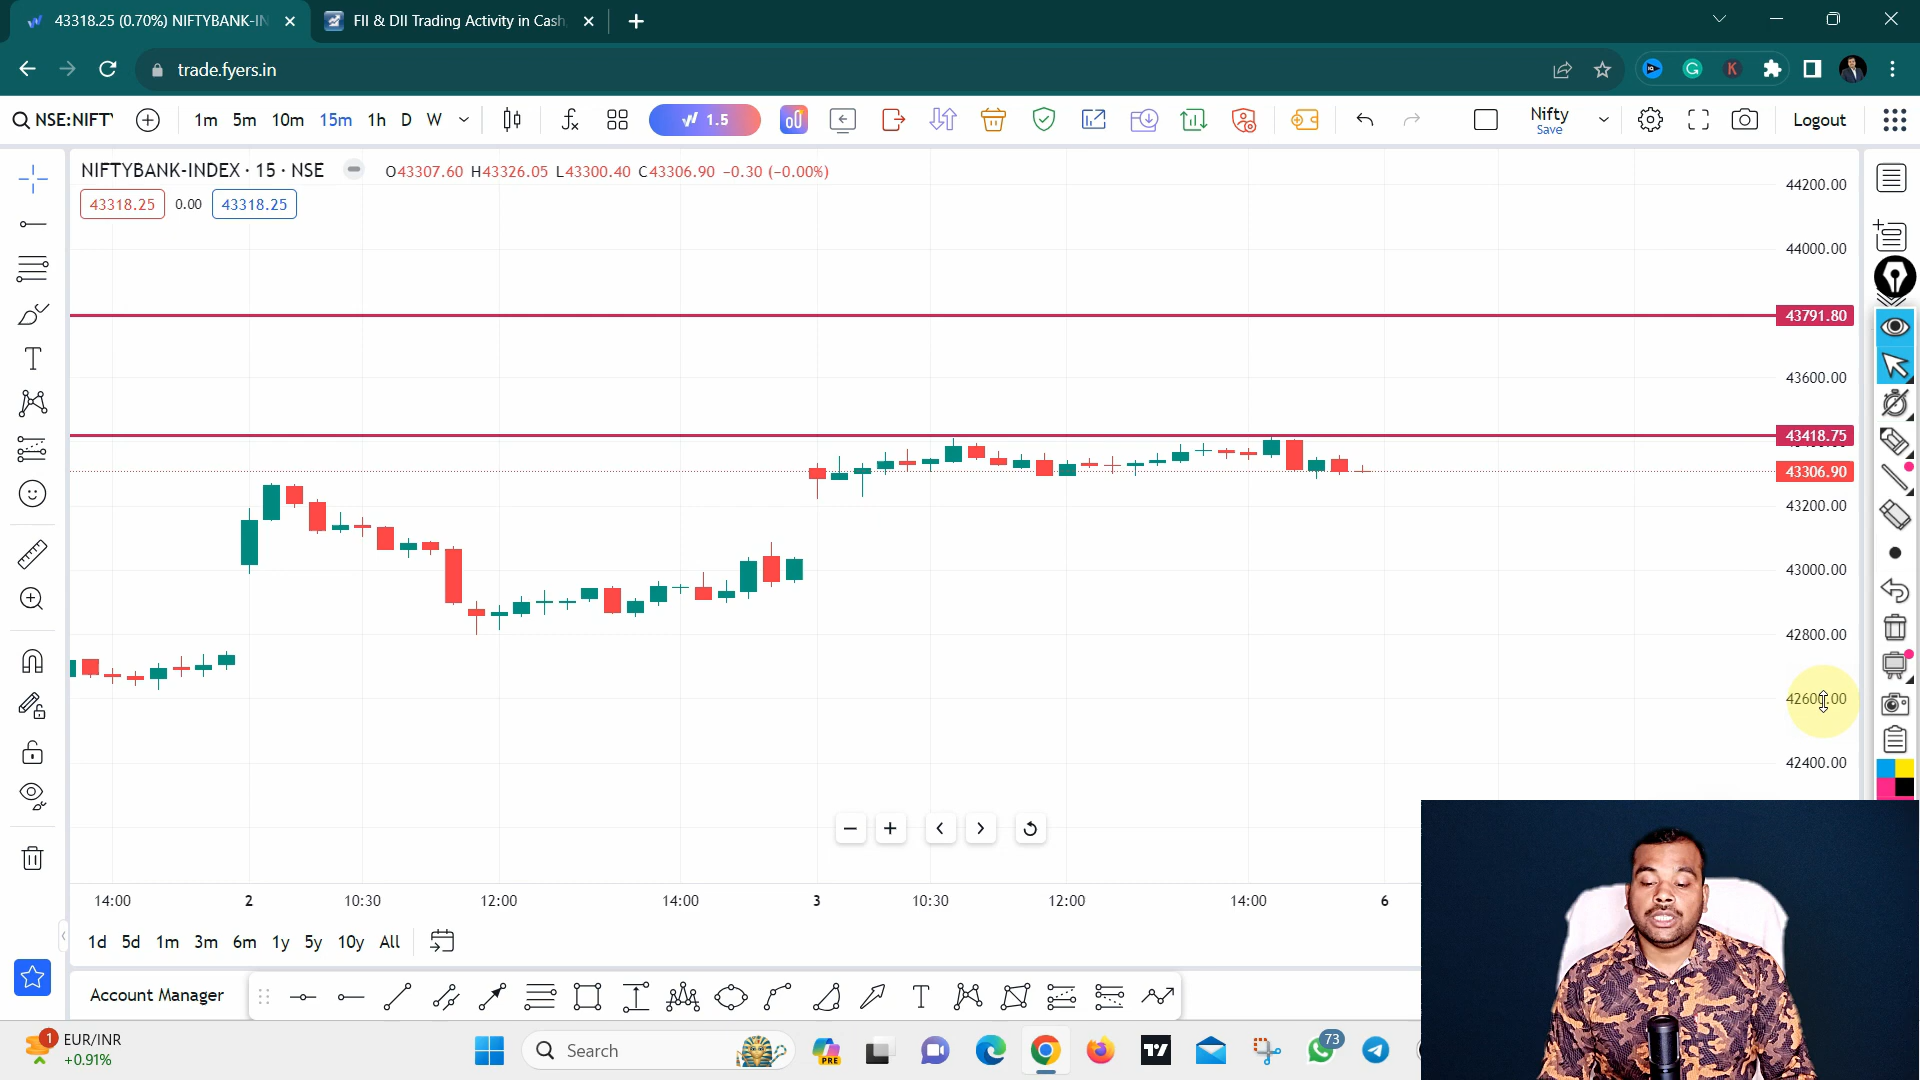 43318.25 (0.70%) NIFTYBANK-IN
FII & DII Trading Activity in Cash
trade.fyers.in
G
K
NSE:NIFTY
1m 5m 10m 15m 1h D W
1.5
Nifty
Save
Logout
NIFTYBANK-INDEX · 15 · NSE
O43307.60 H43326.05 L43300.40 C43306.90 −0.30 (−0.00%)
43318.25 0.00 43318.25
44200.00
44000.00
43791.80
43600.00
43418.75
43306.90
43200.00
43000.00
42800.00
42600.00
42400.00
14:00 2 10:30 12:00 14:00 3 10:30 12:00 14:00 6
1d 5d 1m 3m 6m 1y 5y 10y All
Account Manager
T
1
EUR/INR
+0.91%
Search
PRE
73